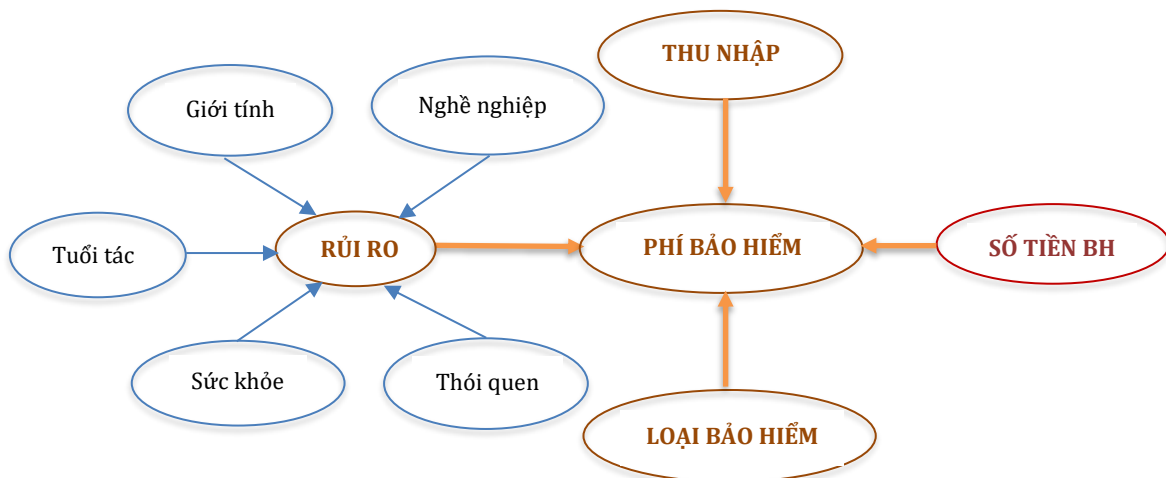 THU NHẬP
Giới tính
Nghề nghiệp
Tuổi tác
RỦI RO
PHÍ BẢO HIỂM
SỐ TIỀN BH
Sức khỏe
Thói quen
LOẠI BẢO HIỂM